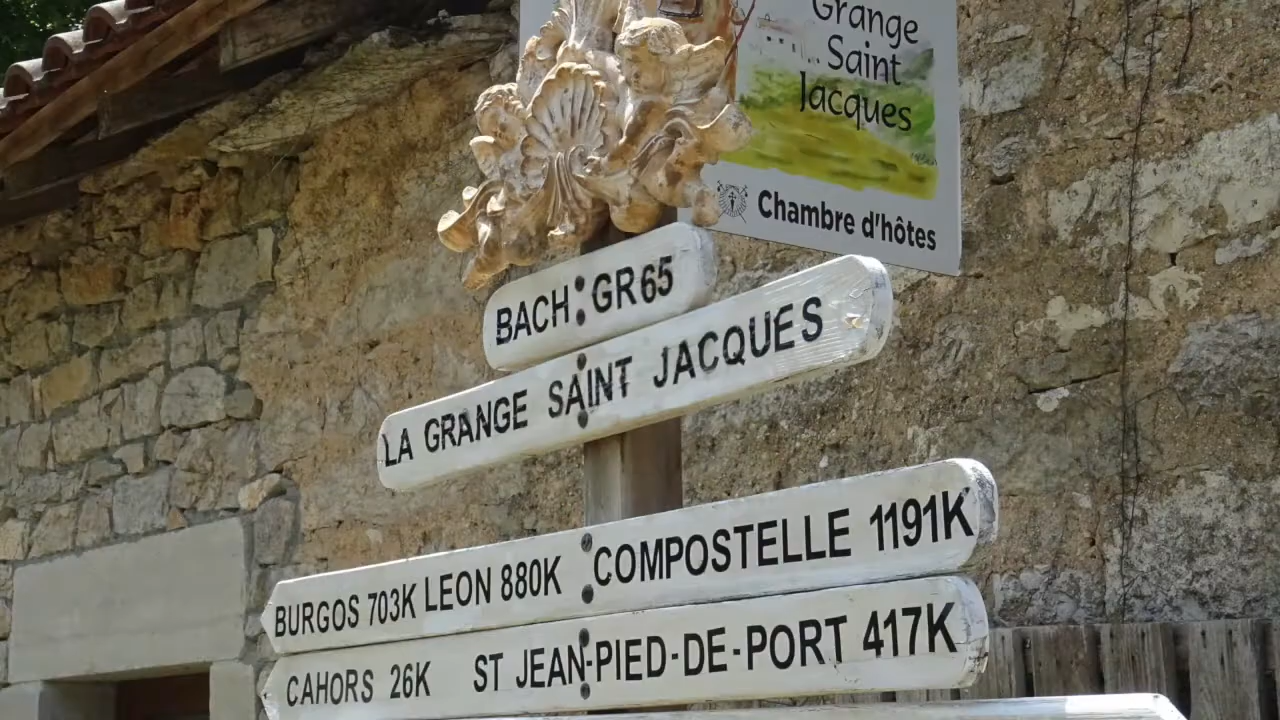 Grange
Saint
Jacques
Chambre d'hôtes
BACH GR65
LA GRANGE SAINT JACQUES
BURGOS 703K LEON 880K COMPOSTELLE 1191K
CAHORS 26K ST JEAN-PIED-DE-PORT 417K